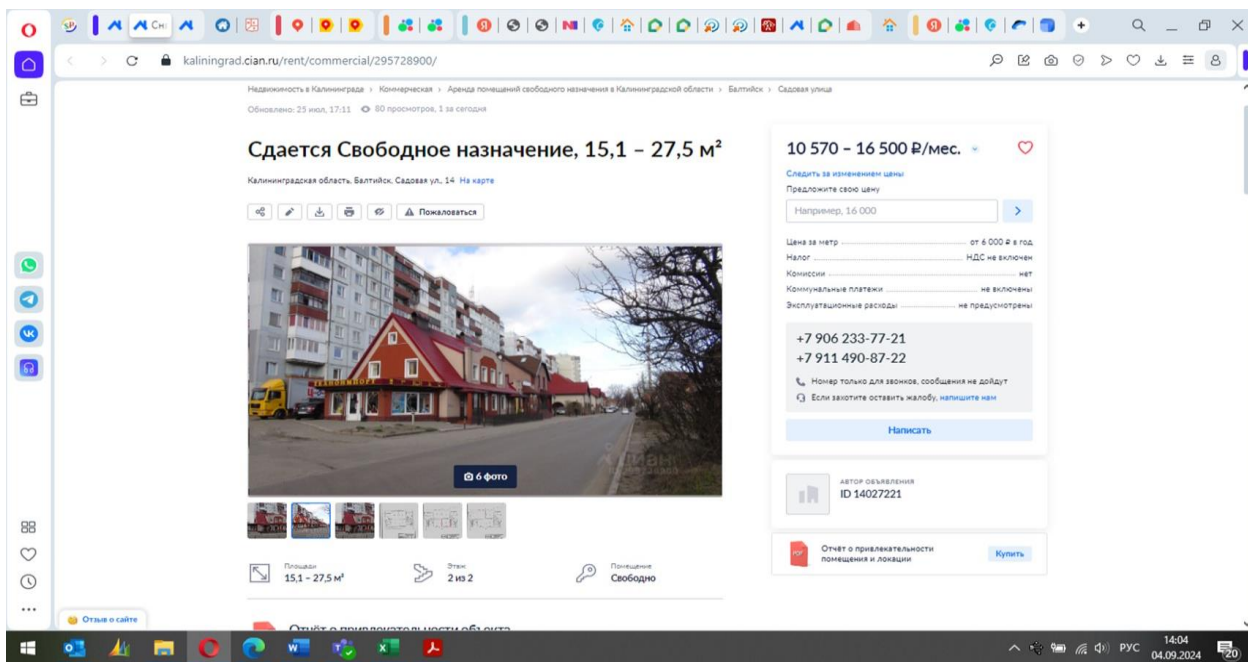 Сн
kaliningrad.cian.ru/rent/commercial/295728900/
Недвижимость в Калининграде › Коммерческая › Аренда помещений свободного назначения в Калининградской области › Балтийск › Садовая улица
Обновлено: 25 июл, 17:11 80 просмотров, 1 за сегодня
Сдается Свободное назначение, 15,1 – 27,5 м²
Калининградская область, Балтийск, Садовая ул., 14 На карте
Пожаловаться
6 фото
Площади
15,1 – 27,5 м²
Этаж
2 из 2
Помещение
Свободно
Отчёт о привлекательности объекта
10 570 – 16 500 ₽/мес.
Следить за изменением цены
Предложите свою цену
Например, 16 000
Цена за метр от 6 000 ₽ в год
Налог НДС не включен
Комиссии нет
Коммунальные платежи не включены
Эксплуатационные расходы не предусмотрены
+7 906 233-77-21
+7 911 490-87-22
Номер только для звонков, сообщения не дойдут
Если захотите оставить жалобу, напишите нам
Написать
АВТОР ОБЪЯВЛЕНИЯ
ID 14027221
PDF
Отчёт о привлекательности
помещения и локации
Купить
Отзыв о сайте
РУС
14:04
04.09.2024
20